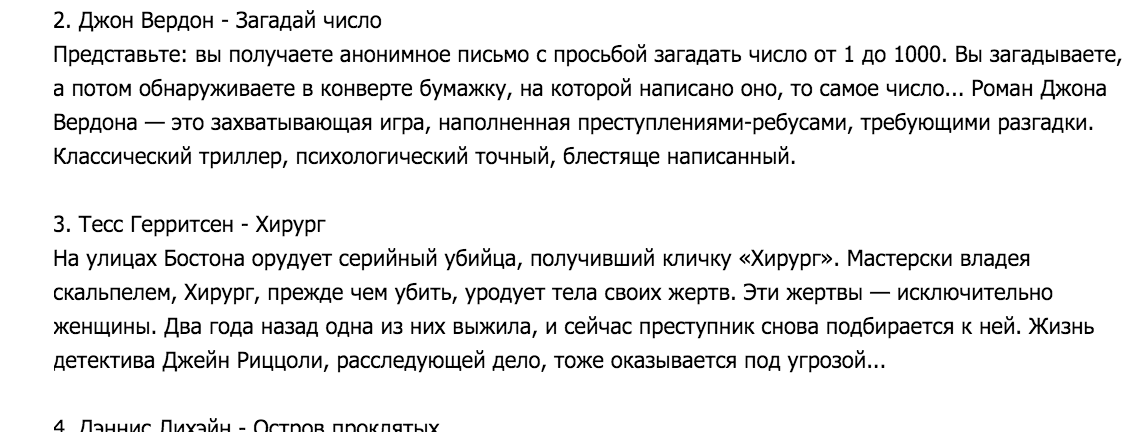 2. Джон Вердон - Загадай число
Представьте: вы получаете анонимное письмо с просьбой загадать число от 1 до 1000. Вы загадываете,
а потом обнаруживаете в конверте бумажку, на которой написано оно, то самое число... Роман Джона
Вердона — это захватывающая игра, наполненная преступлениями-ребусами, требующими разгадки.
Классический триллер, психологический точный, блестяще написанный.
3. Тесс Герритсен - Хирург
На улицах Бостона орудует серийный убийца, получивший кличку «Хирург». Мастерски владея
скальпелем, Хирург, прежде чем убить, уродует тела своих жертв. Эти жертвы — исключительно
женщины. Два года назад одна из них выжила, и сейчас преступник снова подбирается к ней. Жизнь
детектива Джейн Риццоли, расследующей дело, тоже оказывается под угрозой...
4. Дэннис Лихэйн - Остров проклятых